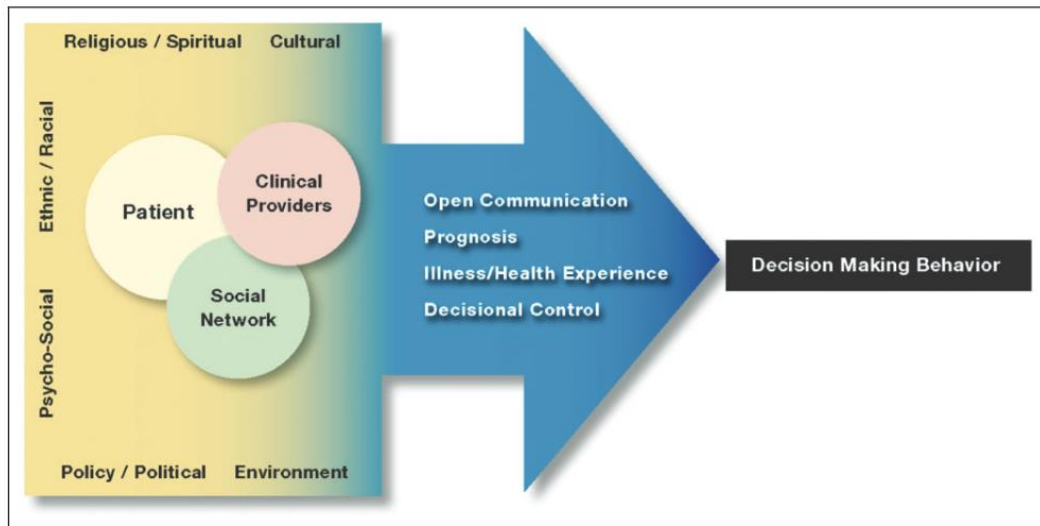 Religious / Spiritual Cultural
Ethnic / Racial
Psycho-Social
Patient
Clinical
Providers
Social
Network
Policy / Political Environment
Open Communication
Prognosis
Illness/Health Experience
Decisional Control
Decision Making Behavior